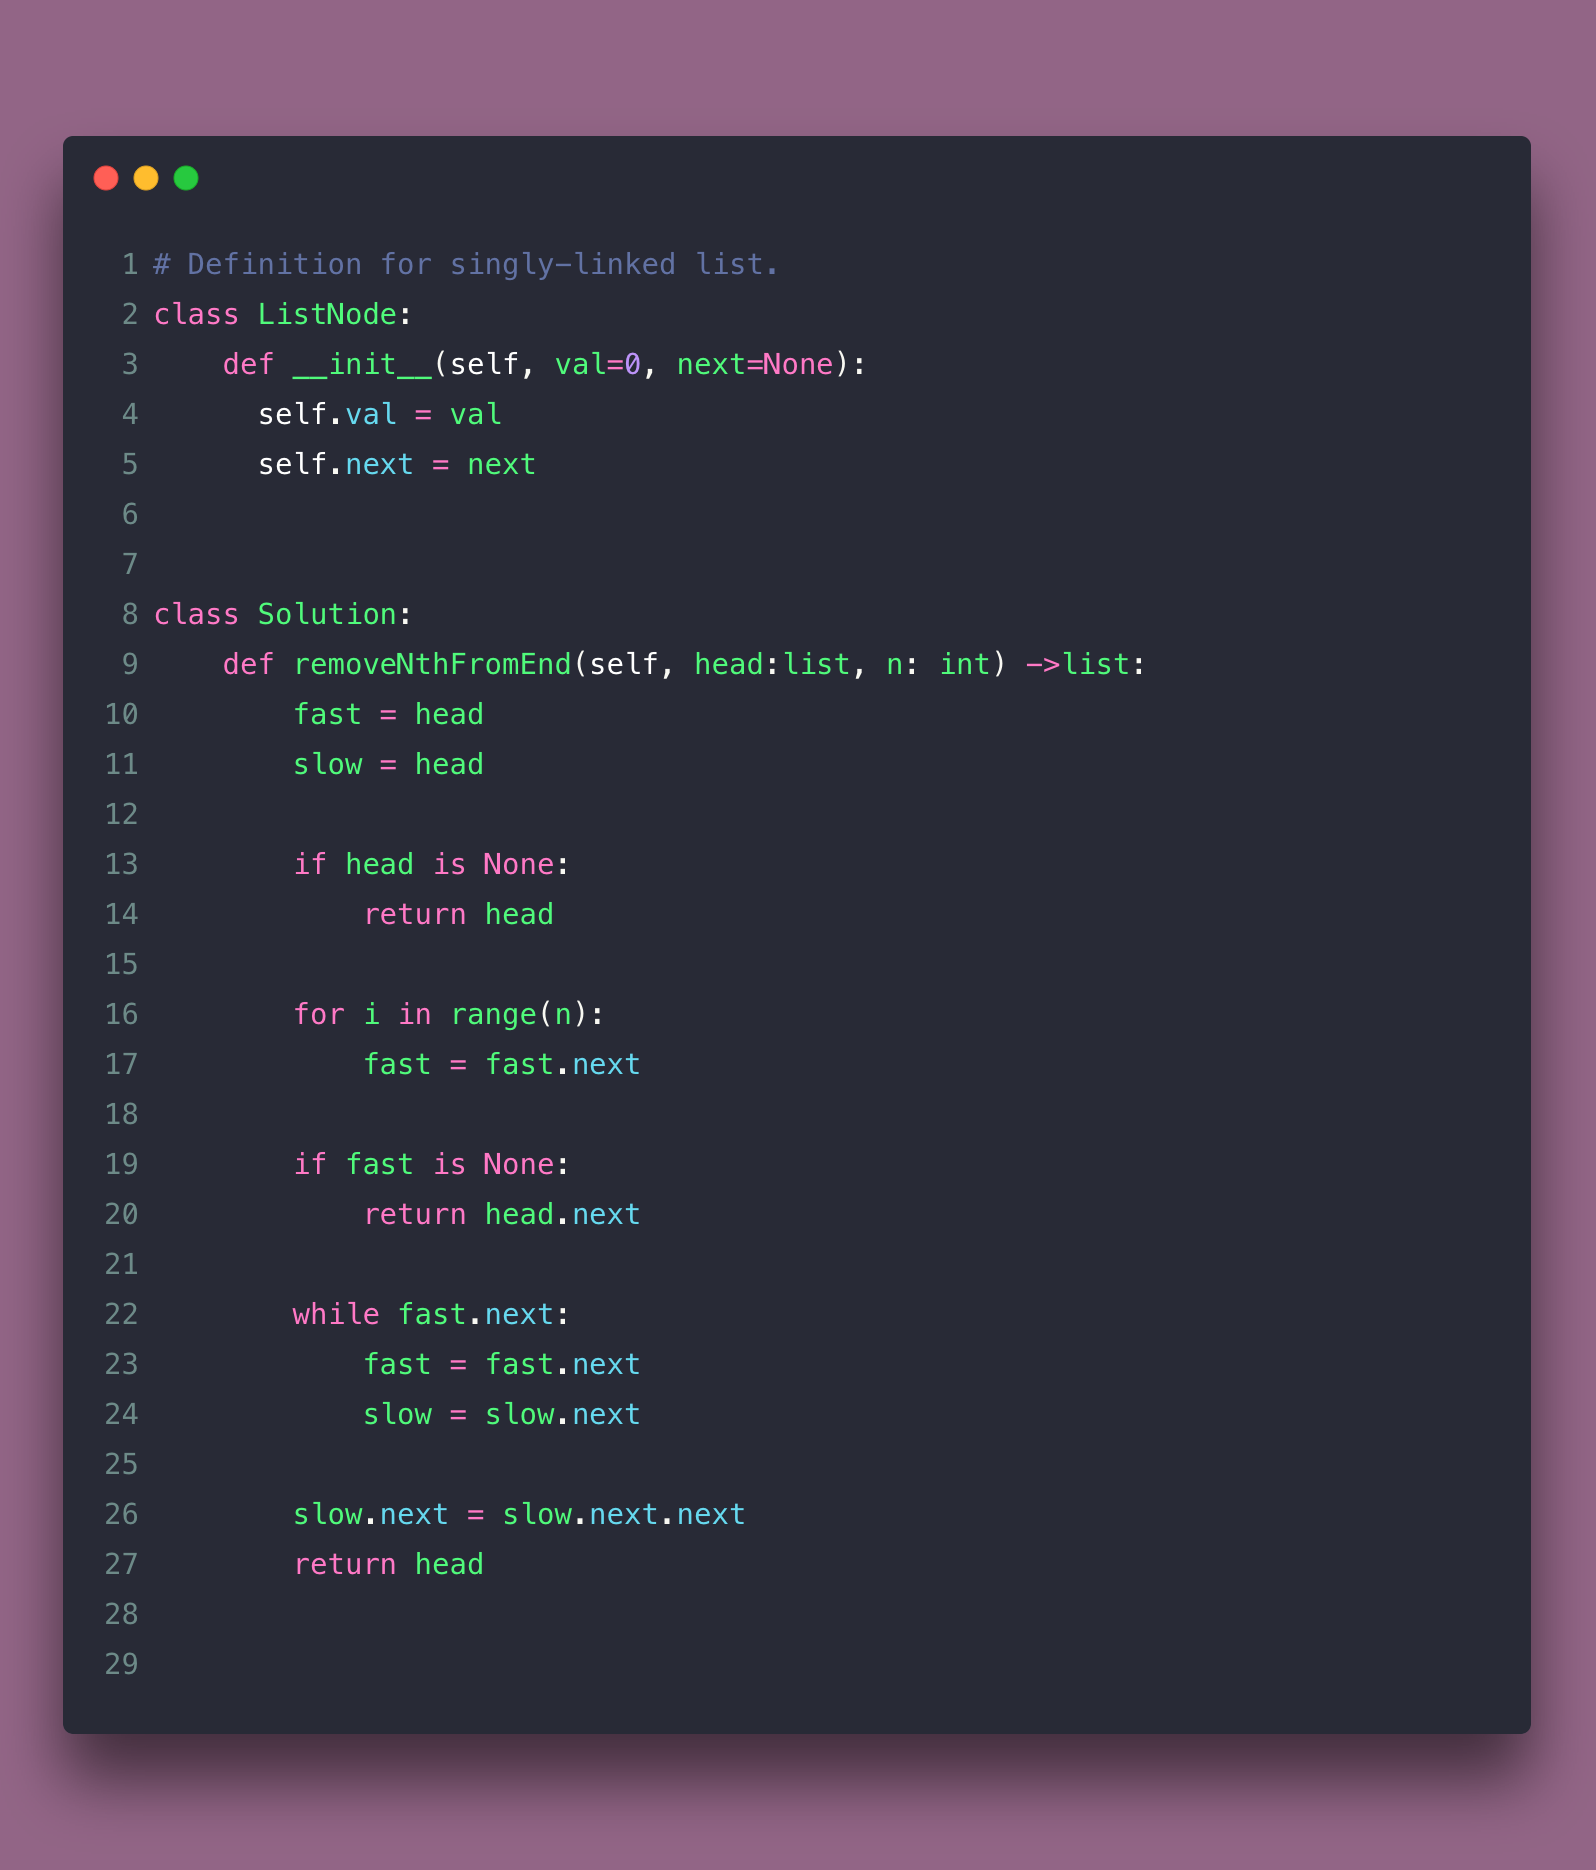 1 # Definition for singly-linked list.
2 class ListNode:
3     def __init__(self, val=0, next=None):
4       self.val = val
5       self.next = next
6
7
8 class Solution:
9     def removeNthFromEnd(self, head:list, n: int) ->list:
10         fast = head
11         slow = head
12
13         if head is None:
14             return head
15
16         for i in range(n):
17             fast = fast.next
18
19         if fast is None:
20             return head.next
21
22         while fast.next:
23             fast = fast.next
24             slow = slow.next
25
26         slow.next = slow.next.next
27         return head
28
29